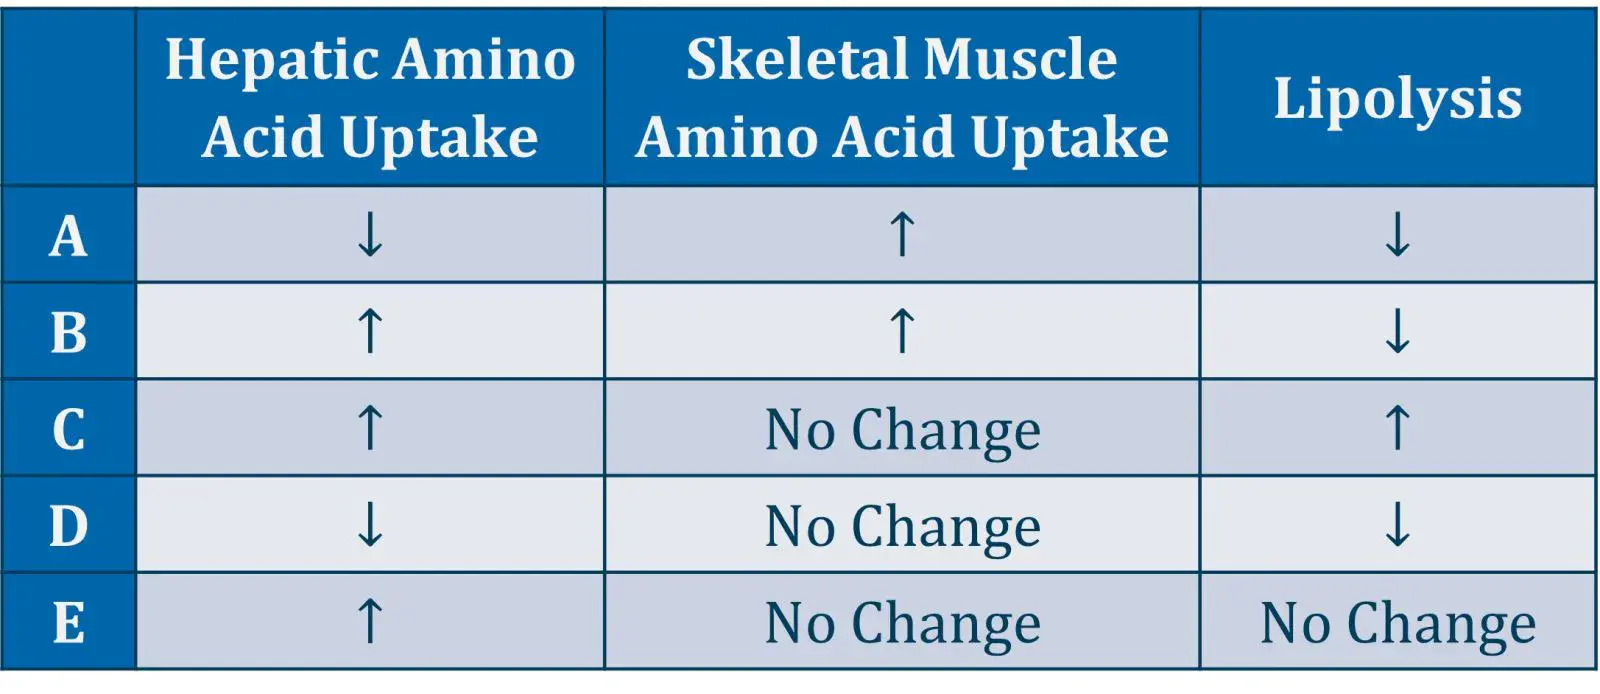 Hepatic Amino
Acid Uptake
Skeletal Muscle
Amino Acid Uptake
Lipolysis
A ↓ ↑ ↓
B ↑ ↑ ↓
C ↑ No Change ↑
D ↓ No Change ↓
E ↑ No Change No Change